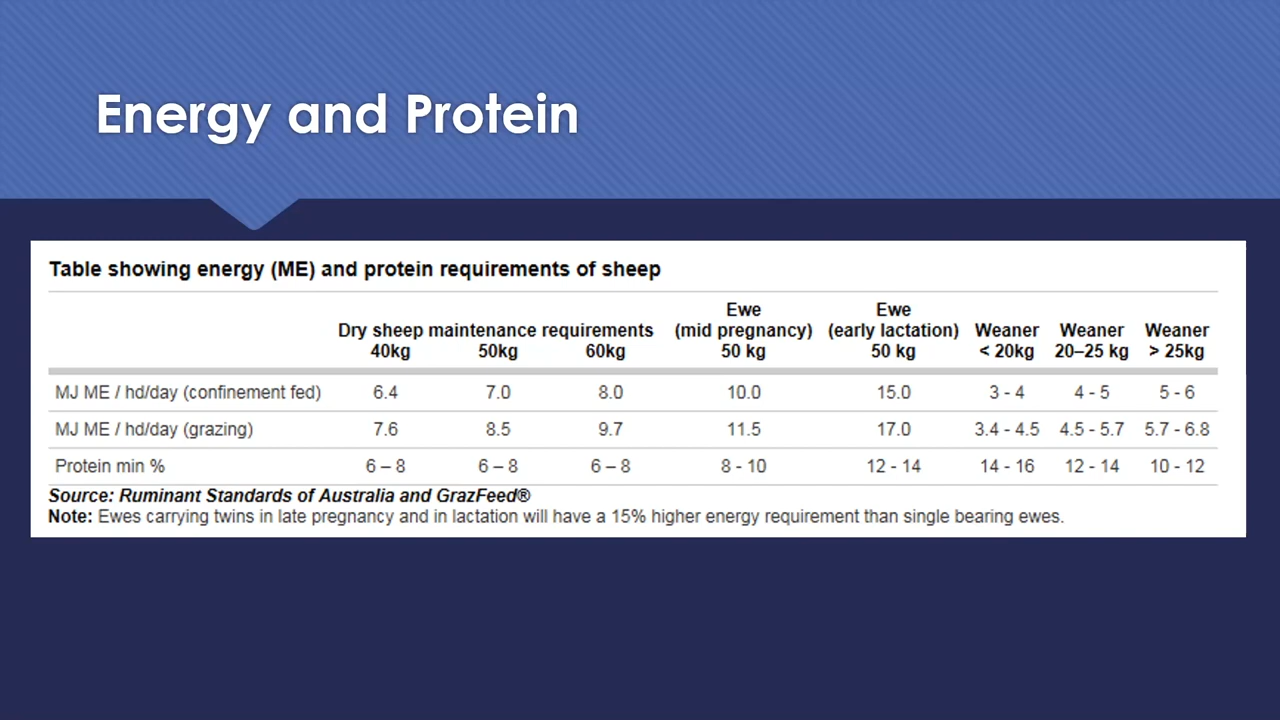 Energy and Protein
Table showing energy (ME) and protein requirements of sheep
Ewe Ewe
Dry sheep maintenance requirements (mid pregnancy) (early lactation) Weaner Weaner Weaner
40kg 50kg 60kg 50 kg 50 kg < 20kg 20–25 kg > 25kg
MJ ME / hd/day (confinement fed) 6.4 7.0 8.0 10.0 15.0 3 - 4 4 - 5 5 - 6
MJ ME / hd/day (grazing) 7.6 8.5 9.7 11.5 17.0 3.4 - 4.5 4.5 - 5.7 5.7 - 6.8
Protein min % 6 – 8 6 – 8 6 – 8 8 - 10 12 - 14 14 - 16 12 - 14 10 - 12
Source: Ruminant Standards of Australia and GrazFeed®
Note: Ewes carrying twins in late pregnancy and in lactation will have a 15% higher energy requirement than single bearing ewes.